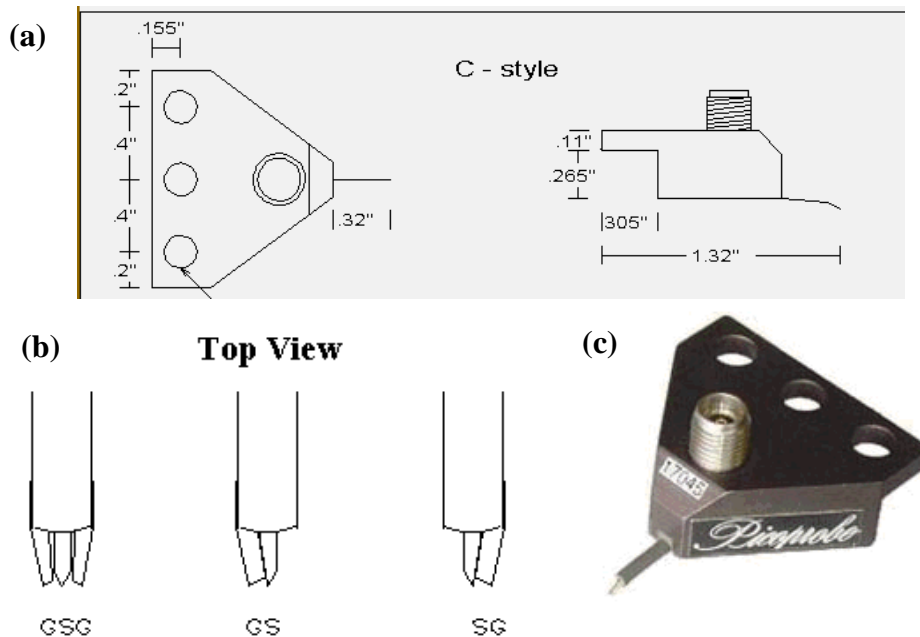 (a)
.155"
C - style
.2"
.4"
.4"
.2"
.32"
.11"
.265"
305"
1.32"
(b)
Top View
(c)
GSG
GS
SG
17045
Picoprobe